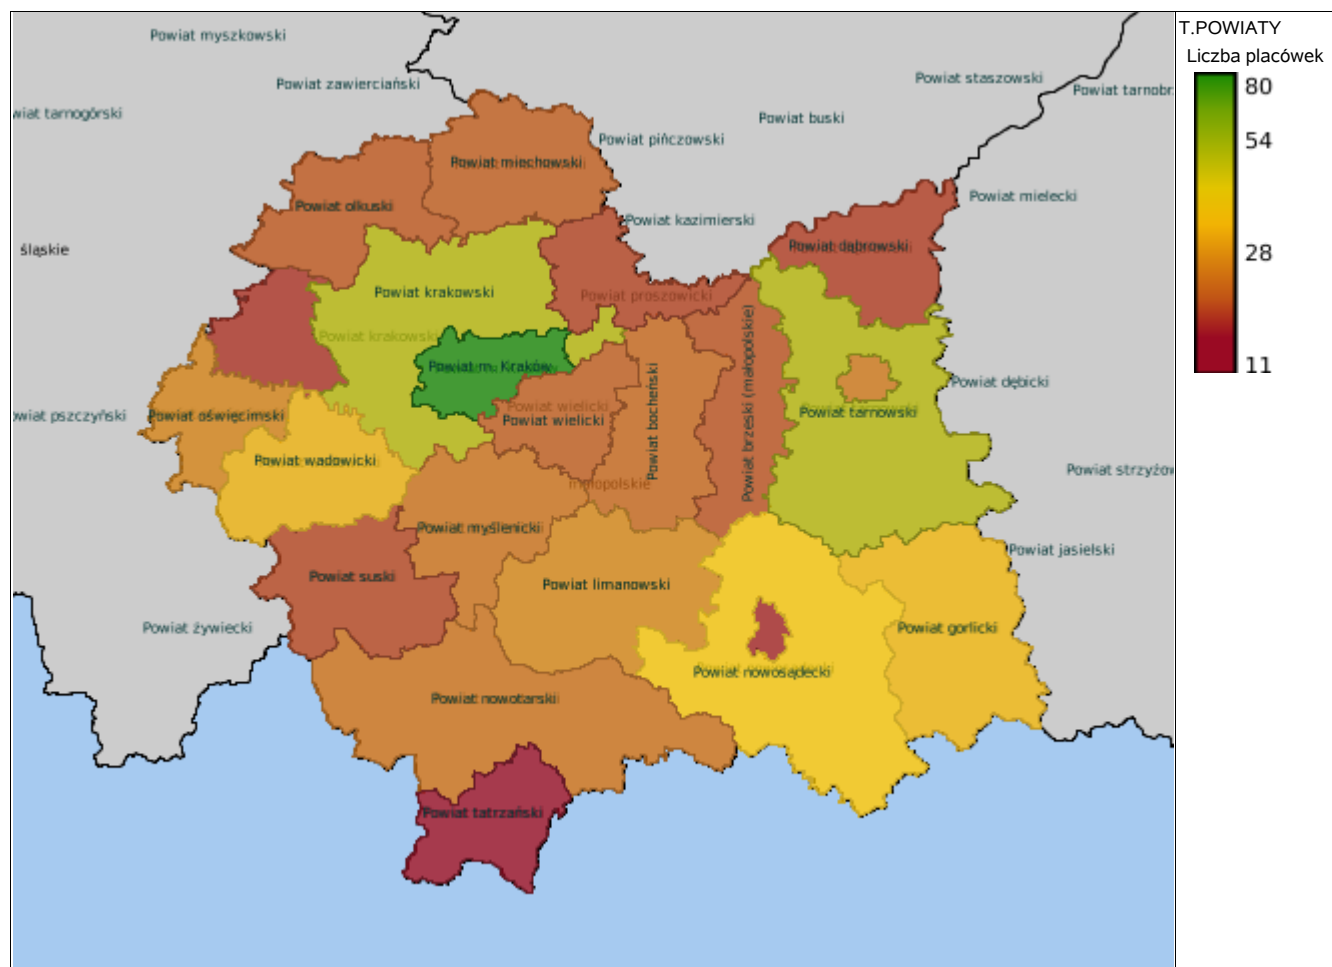 T.POWIATY
Powiat myszkowski
Liczba placówek
Powiat staszowski
Powiat zawierciański
80
Powiat tarnobr
wiat tarnogórski
Powiat buski
54
Powiat pińczowski
Powiat miechowski
Powiat mielecki
Powiat olkuski
Powiat kazimierski
Powiat dąbrowski
śląskie
28
Powiat krakowski
Powiat proszowicki
Powiat krakowski
Powiat brzeski (małopolskie)
Powiat m. Kraków
11
Powiat dębicki
Powiat wielicki
Powiat tarnowski
owiat pszczyński
Powiat oświęcimski
Powiat wielicki
Powiat bocheński
Powiat wadowicki
Powiat strzyżow
małopolskie
Powiat myślenicki
Powiat jasielski
Powiat suski
Powiat limanowski
Powiat żywiecki
Powiat gorlicki
Powiat nowosądecki
Powiat nowotarski
Powiat tatrzański